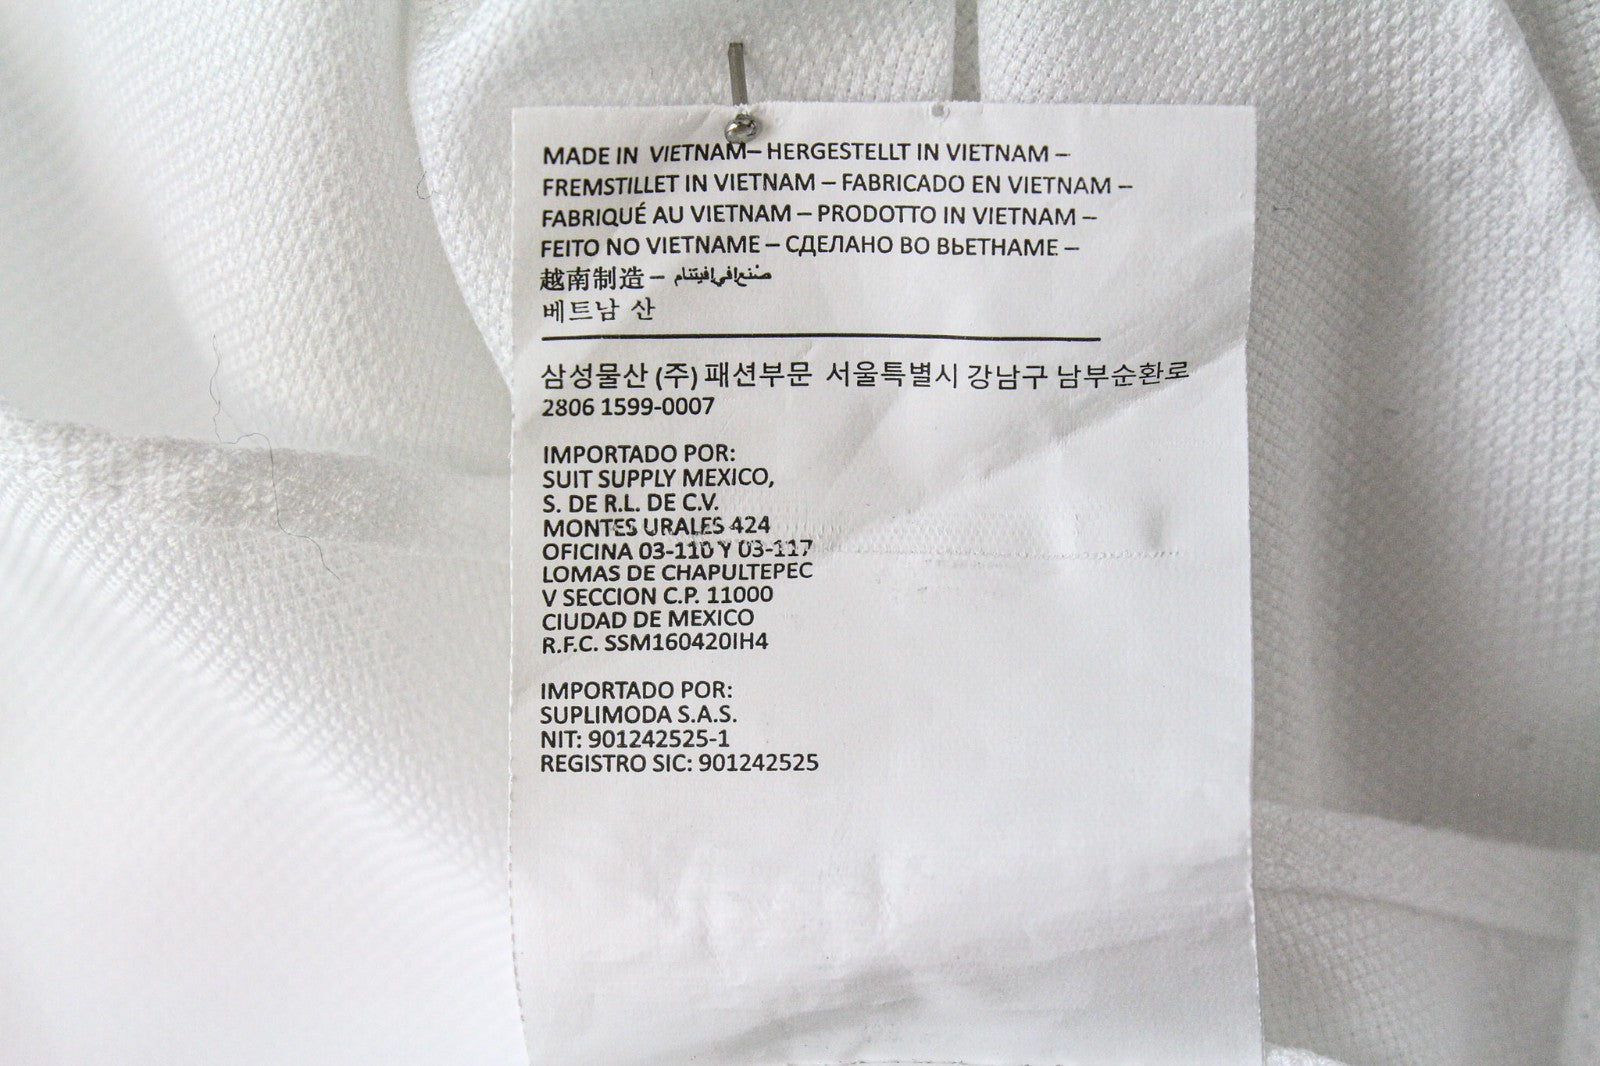 MADE IN VIETNAM– HERGESTELLT IN VIETNAM –
FREMSTILLET IN VIETNAM – FABRICADO EN VIETNAM –
FABRIQUÉ AU VIETNAM – PRODOTTO IN VIETNAM –
FEITO NO VIETNAME – СДЕЛАНО ВО ВЬЕТНАМЕ –
越南制造 – صنع في افيتنام
베트남 산
삼성물산 (주) 패션부문 서울특별시 강남구 남부순환로
2806 1599-0007
IMPORTADO POR:
SUIT SUPPLY MEXICO,
S. DE R.L. DE C.V.
MONTES URALES 424
OFICINA 03-110 Y 03-117
LOMAS DE CHAPULTEPEC
V SECCION C.P. 11000
CIUDAD DE MEXICO
R.F.C. SSM160420IH4
IMPORTADO POR:
SUPLIMODA S.A.S.
NIT: 901242525-1
REGISTRO SIC: 901242525